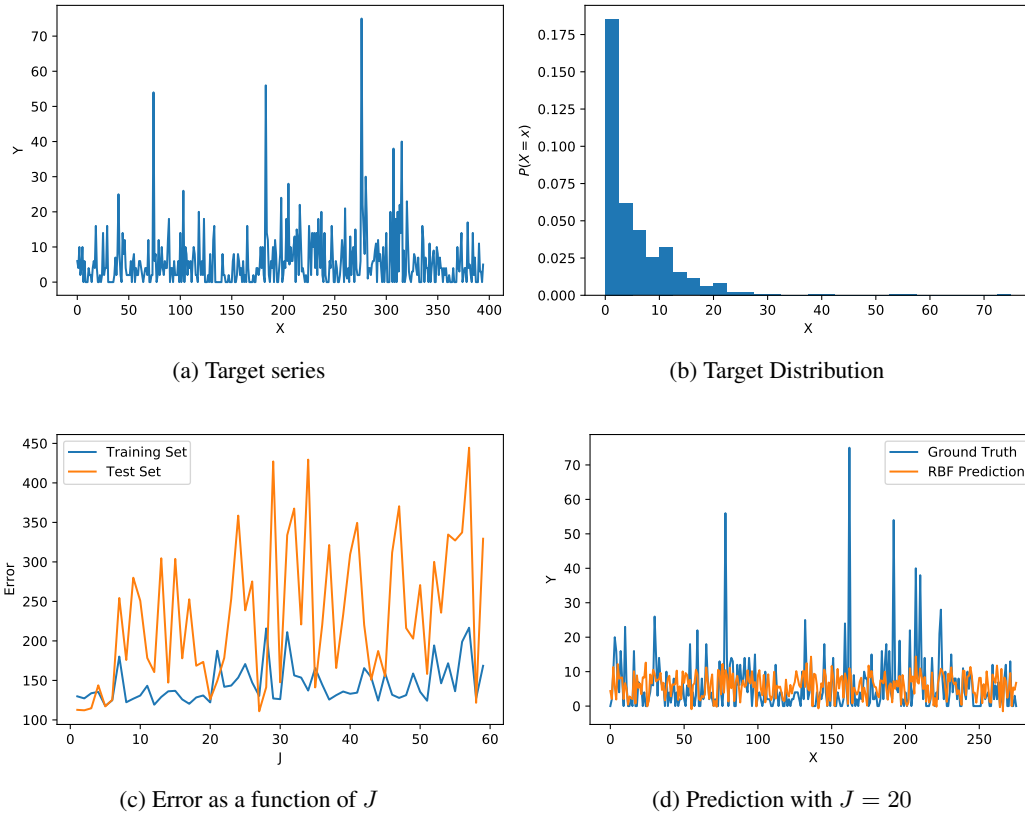 70
60
50
40
30
20
10
0
Y
0 50 100 150 200 250 300 350 400
X
(a) Target series
0.175
0.150
0.125
0.100
0.075
0.050
0.025
0.000
P(X = x)
0 10 20 30 40 50 60 70
X
(b) Target Distribution
450
400
350
300
250
200
150
100
Error
Training Set
Test Set
0 10 20 30 40 50 60
J
(c) Error as a function of J
70
60
50
40
30
20
10
0
Y
Ground Truth
RBF Prediction
0 50 100 150 200 250
X
(d) Prediction with J = 20